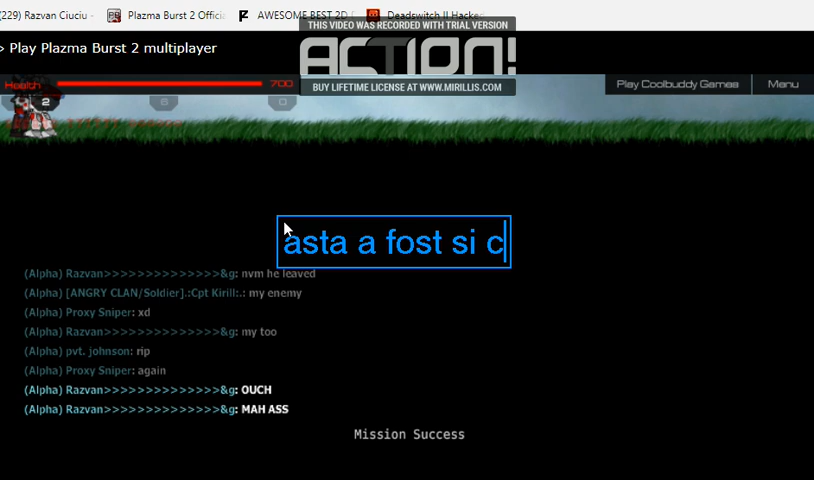 (229) Razvan Ciuciu -
Plazma Burst 2 Officia
AWESOME BEST 2D (
Deadswitch II Hacked
THIS VIDEO WAS RECORDED WITH TRIAL VERSION
> Play Plazma Burst 2 multiplayer
ACTION!
BUY LIFETIME LICENSE AT WWW.MIRILLIS.COM
Health 700
Play Coolbuddy Games
Menu
2 6 0
asta a fost si c
(Alpha) Razvan>>>>>>>>>>>>>>>&g: nvm he leaved
(Alpha) [ANGRY CLAN/Soldier].:Cpt Kirill:.: my enemy
(Alpha) Proxy Sniper: xd
(Alpha) Razvan>>>>>>>>>>>>>>>&g: my too
(Alpha) pvt. johnson: rip
(Alpha) Proxy Sniper: again
(Alpha) Razvan>>>>>>>>>>>>>>>&g: OUCH
(Alpha) Razvan>>>>>>>>>>>>>>>&g: MAH ASS
Mission Success